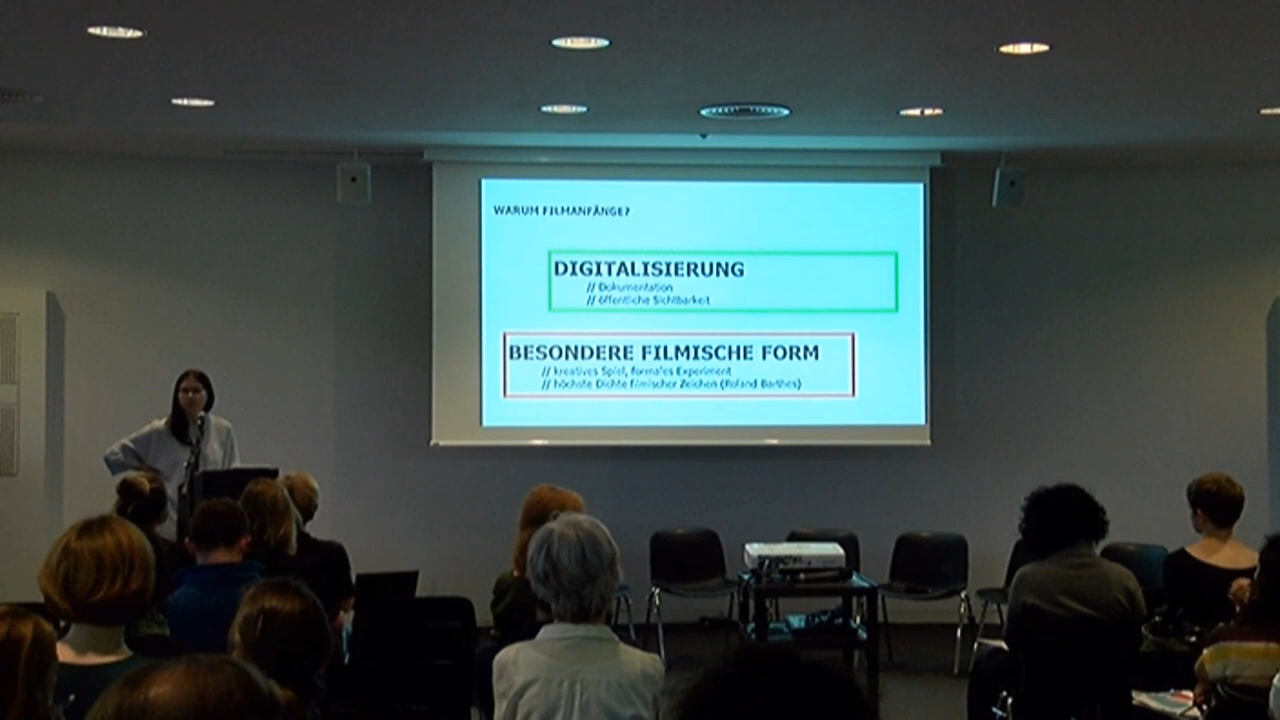 WARUM FILMANFÄNGE?
DIGITALISIERUNG
// Dokumentation
// öffentliche Sichtbarkeit
BESONDERE FILMISCHE FORM
// kreatives Spiel, formales Experiment
// höchste Dichte filmischer Zeichen (Roland Barthes)